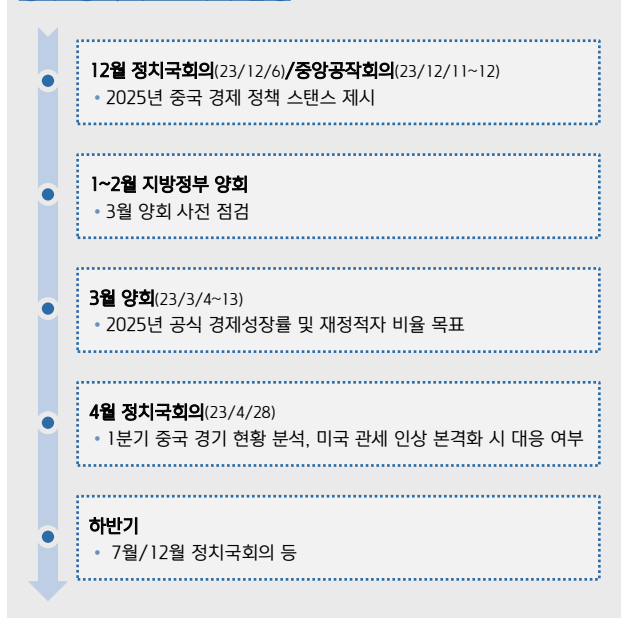 12월 정치국회의(23/12/6)/중앙공작회의(23/12/11~12)
• 2025년 중국 경제 정책 스탠스 제시
1~2월 지방정부 양회
• 3월 양회 사전 점검
3월 양회(23/3/4~13)
• 2025년 공식 경제성장률 및 재정적자 비율 목표
4월 정치국회의(23/4/28)
• 1분기 중국 경기 현황 분석, 미국 관세 인상 본격화 시 대응 여부
하반기
• 7월/12월 정치국회의 등